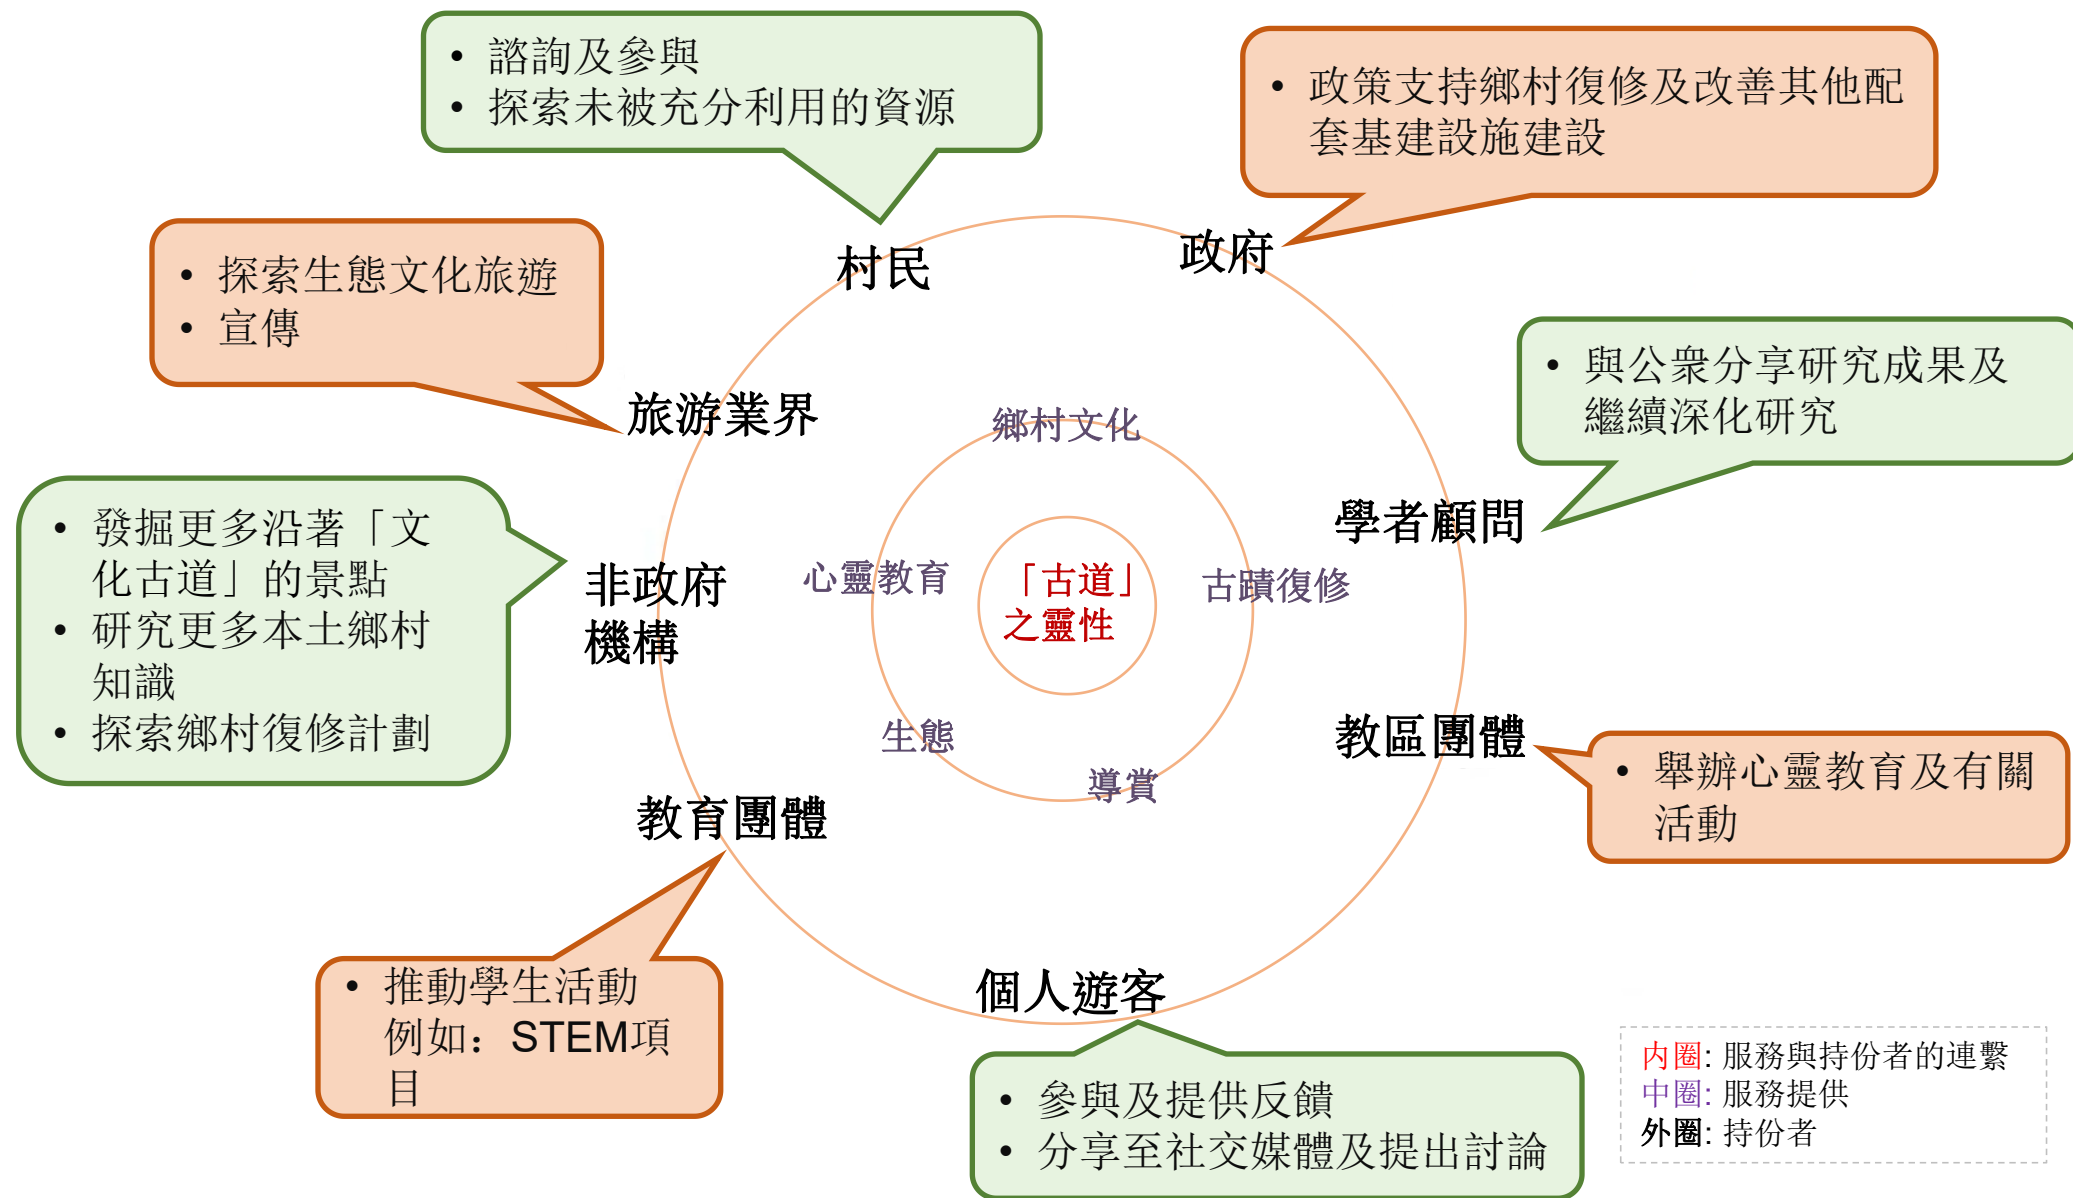 • 諮詢及參與
• 探索未被充分利用的資源
• 政策支持鄉村復修及改善其他配
套基建設施建設
村民
政府
• 探索生態文化旅遊
• 宣傳
• 與公衆分享研究成果及
繼續深化研究
旅游業界
鄉村文化
學者顧問
• 發掘更多沿著「文
化古道」的景點
• 研究更多本土鄉村
知識
• 探索鄉村復修計劃
非政府
機構
心靈教育
「古道」
之靈性
古蹟復修
生態
導賞
教區團體
• 舉辦心靈教育及有關
活動
教育團體
• 推動學生活動
例如：STEM項
目
個人遊客
• 參與及提供反饋
• 分享至社交媒體及提出討論
内圈: 服務與持份者的連繫
中圈: 服務提供
外圈: 持份者